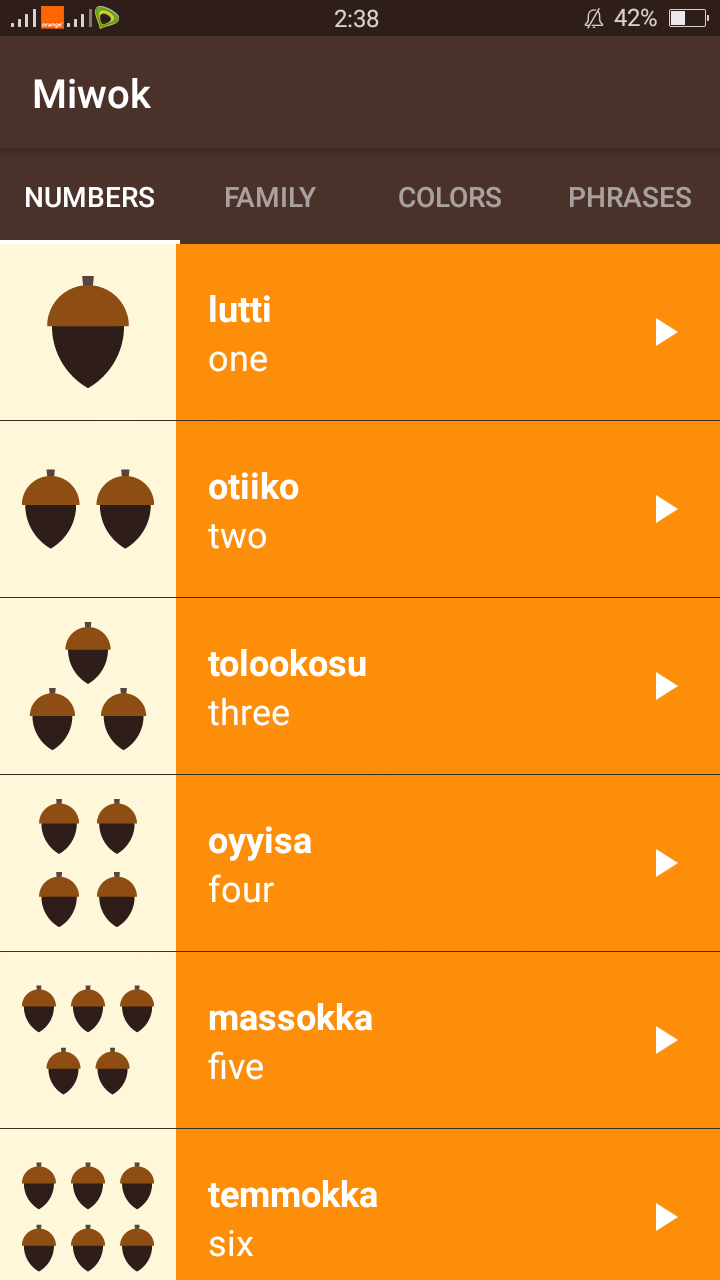 orange
2:38
42%
Miwok
NUMBERS FAMILY COLORS PHRASES
lutti
one
otiiko
two
tolookosu
three
oyyisa
four
massokka
five
temmokka
six